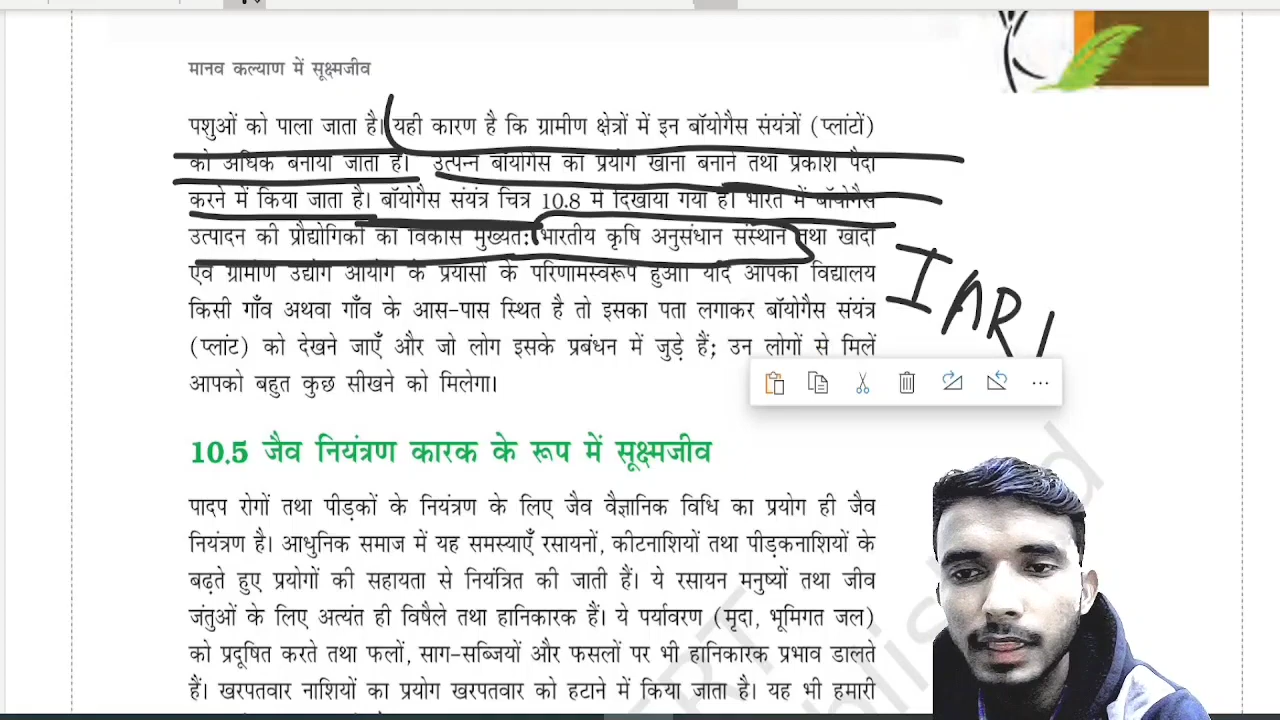 मानव कल्याण में सूक्ष्मजीव
पशुओं को पाला जाता है। यही कारण है कि ग्रामीण क्षेत्रों में इन बॉयोगैस संयंत्रों (प्लांटों)
को अधिक बनाया जाता है। उत्पन्न बॉयोगैस का प्रयोग खाना बनाने तथा प्रकाश पैदा
करने में किया जाता है। बॉयोगैस संयंत्र चित्र 10.8 में दिखाया गया है। भारत में बॉयोगैस
उत्पादन की प्रौद्योगिकी का विकास मुख्यत: भारतीय कृषि अनुसंधान संस्थान तथा खादी
एवं ग्रामीण उद्योग आयोग के प्रयासों के परिणामस्वरूप हुआ। यदि आपका विद्यालय
किसी गाँव अथवा गाँव के आस-पास स्थित है तो इसका पता लगाकर बॉयोगैस संयंत्र
(प्लांट) को देखने जाएँ और जो लोग इसके प्रबंधन में जुड़े हैं; उन लोगों से मिलें
आपको बहुत कुछ सीखने को मिलेगा।
IARI
10.5 जैव नियंत्रण कारक के रूप में सूक्ष्मजीव
पादप रोगों तथा पीड़कों के नियंत्रण के लिए जैव वैज्ञानिक विधि का प्रयोग ही जैव
नियंत्रण है। आधुनिक समाज में यह समस्याएँ रसायनों, कीटनाशियों तथा पीड़कनाशियों के
बढ़ते हुए प्रयोगों की सहायता से नियंत्रित की जाती हैं। ये रसायन मनुष्यों तथा जीव
जंतुओं के लिए अत्यंत ही विषैले तथा हानिकारक हैं। ये पर्यावरण (मृदा, भूमिगत जल)
को प्रदूषित करते तथा फलों, साग-सब्जियों और फसलों पर भी हानिकारक प्रभाव डालते
हैं। खरपतवार नाशियों का प्रयोग खरपतवार को हटाने में किया जाता है। यह भी हमारी